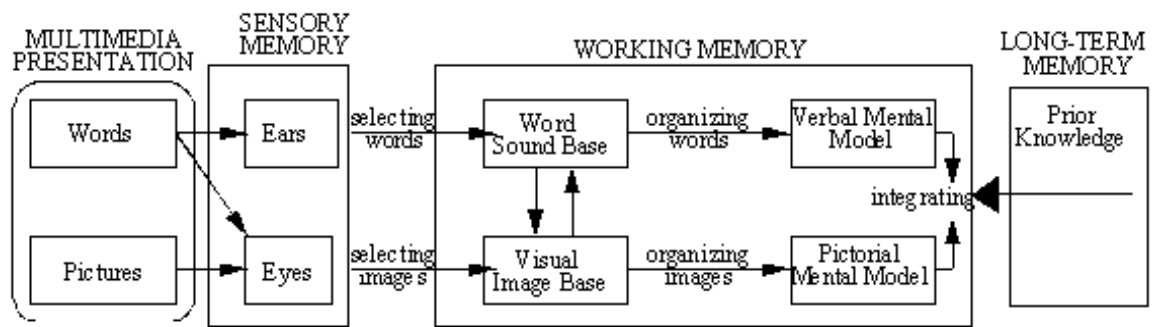 MULTIMEDIA
PRESENTATION
SENSORY
MEMORY
WORKING MEMORY
LONG-TERM
MEMORY
Words
Ears
selecting
words
Word
Sound Base
organizing
words
Verbal Mental
Model
Prior
Knowledge
integrating
Pictures
Eyes
selecting
images
Visual
Image Base
organizing
images
Pictorial
Mental Model